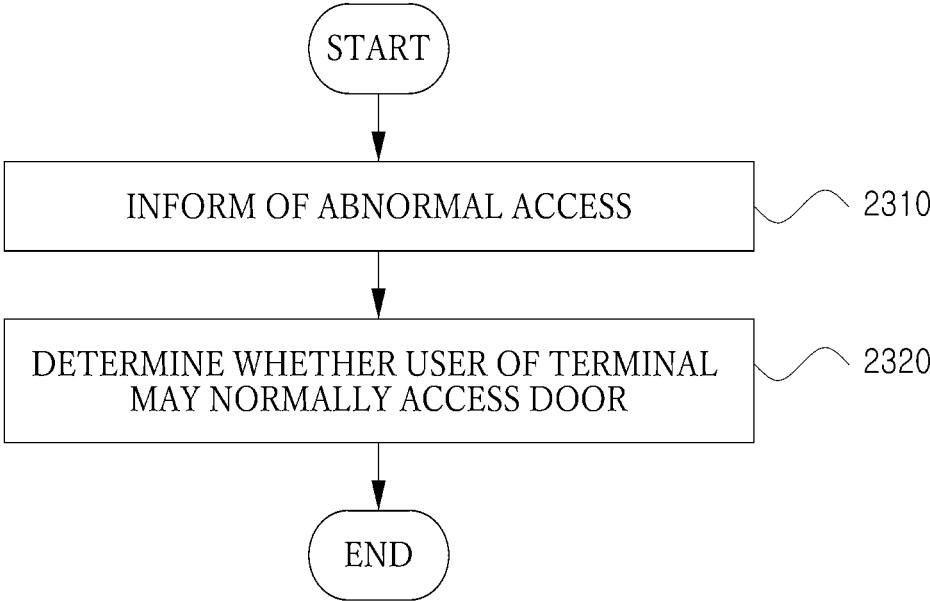 START
INFORM OF ABNORMAL ACCESS
2310
DETERMINE WHETHER USER OF TERMINAL
MAY NORMALLY ACCESS DOOR
2320
END